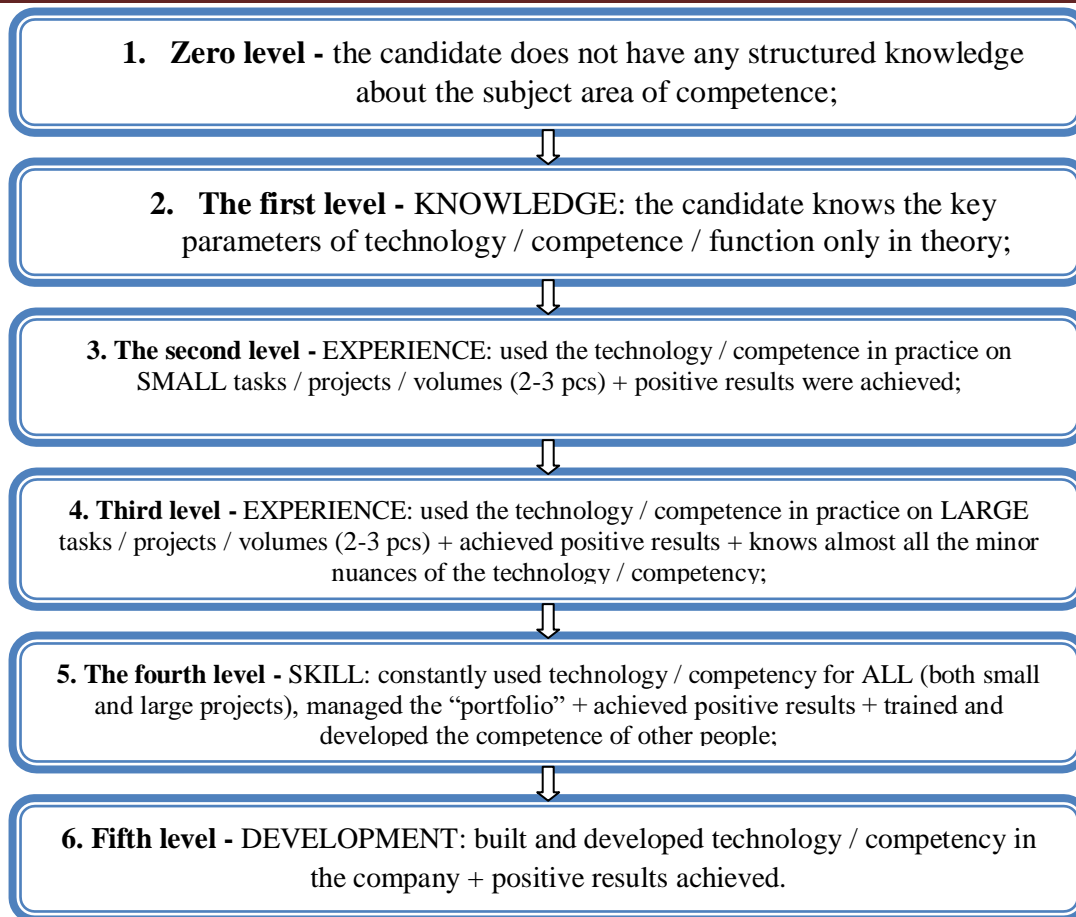 1. Zero level - the candidate does not have any structured knowledge
about the subject area of competence;
2. The first level - KNOWLEDGE: the candidate knows the key
parameters of technology / competence / function only in theory;
3. The second level - EXPERIENCE: used the technology / competence in practice on
SMALL tasks / projects / volumes (2-3 pcs) + positive results were achieved;
4. Third level - EXPERIENCE: used the technology / competence in practice on LARGE
tasks / projects / volumes (2-3 pcs) + achieved positive results + knows almost all the minor
nuances of the technology / competency;
5. The fourth level - SKILL: constantly used technology / competency for ALL (both small
and large projects), managed the “portfolio” + achieved positive results + trained and
developed the competence of other people;
6. Fifth level - DEVELOPMENT: built and developed technology / competency in
the company + positive results achieved.